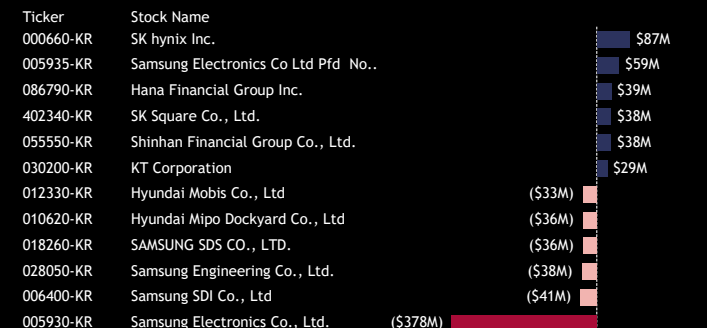 Ticker Stock Name
000660-KR SK hynix Inc. $87M
005935-KR Samsung Electronics Co Ltd Pfd No.. $59M
086790-KR Hana Financial Group Inc. $39M
402340-KR SK Square Co., Ltd. $38M
055550-KR Shinhan Financial Group Co., Ltd. $38M
030200-KR KT Corporation $29M
012330-KR Hyundai Mobis Co., Ltd ($33M)
010620-KR Hyundai Mipo Dockyard Co., Ltd ($36M)
018260-KR SAMSUNG SDS CO., LTD. ($36M)
028050-KR Samsung Engineering Co., Ltd. ($38M)
006400-KR Samsung SDI Co., Ltd ($41M)
005930-KR Samsung Electronics Co., Ltd. ($378M)